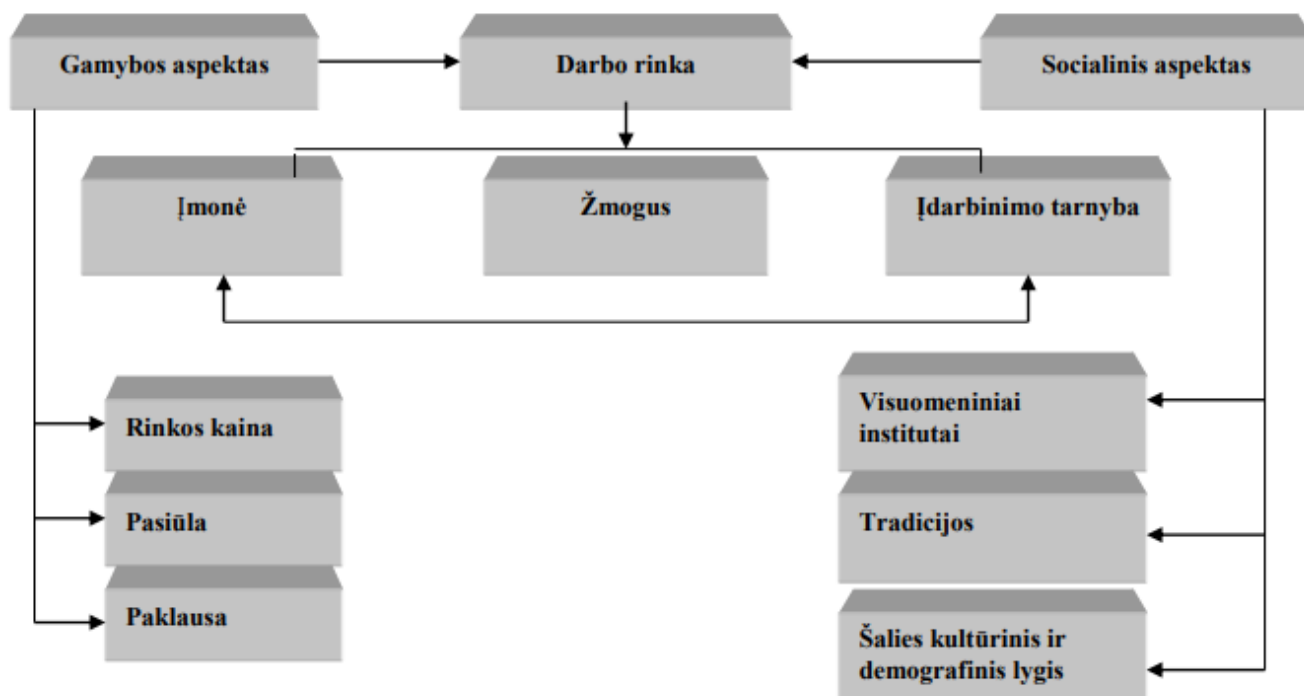 Gamybos aspektas
Darbo rinka
Socialinis aspektas
Įmonė
Žmogus
Įdarbinimo tarnyba
Rinkos kaina
Pasiūla
Paklausa
Visuomeniniai
institutai
Tradicijos
Šalies kultūrinis ir
demografinis lygis